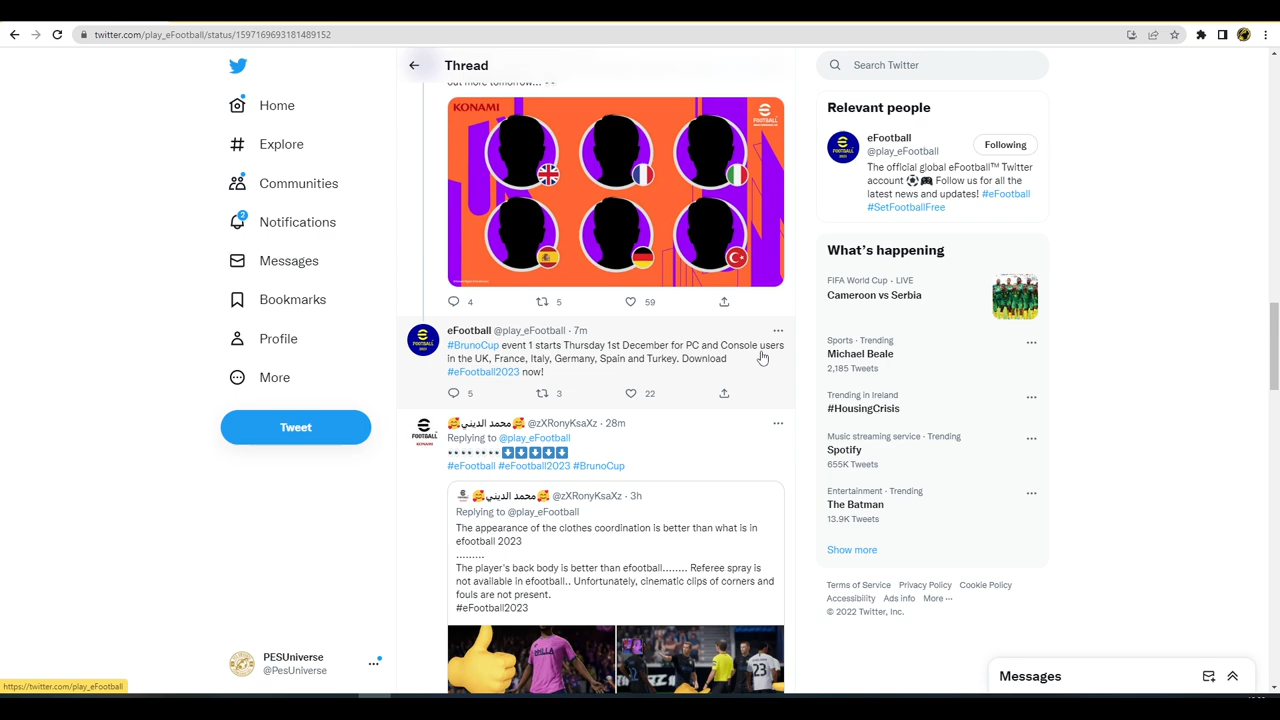 twitter.com/play_eFootball/status/1597169693181489152
Home
Explore
Communities
2
Notifications
Messages
Bookmarks
Profile
More
Tweet
PESUniverse
@PesUniverse
https://twitter.com/play_eFootball
Thread
out more tomorrow...
KONAMI
FOOTBALL
4
5
59
eFootball @play_eFootball · 7m
#BrunoCup event 1 starts Thursday 1st December for PC and Console users
in the UK, France, Italy, Germany, Spain and Turkey. Download
#eFootball2023 now!
5
3
22
🥰محمد الديني🥰 @zXRonyKsaXz · 28m
Replying to @play_eFootball
👀👀👀👀⬇️⬇️⬇️⬇️⬇️
#eFootball #eFootball2023 #BrunoCup
🥰محمد الديني🥰 @zXRonyKsaXz · 3h
Replying to @play_eFootball
The appearance of the clothes coordination is better than what is in
efootball 2023
.........
The player's back body is better than efootball........ Referee spray is
not available in efootball.. Unfortunately, cinematic clips of corners and
fouls are not present.
#eFootball2023
23
Search Twitter
Relevant people
eFootball
@play_eFootball
Following
The official global eFootball™ Twitter
account ⚽🎮 Follow us for all the
latest news and updates! #eFootball
#SetFootballFree
What's happening
FIFA World Cup · LIVE
Cameroon vs Serbia
Sports · Trending
Michael Beale
2,185 Tweets
Trending in Ireland
#HousingCrisis
Music streaming service · Trending
Spotify
655K Tweets
Entertainment · Trending
The Batman
13.9K Tweets
Show more
Terms of Service Privacy Policy Cookie Policy
Accessibility Ads info More ···
© 2022 Twitter, Inc.
Messages